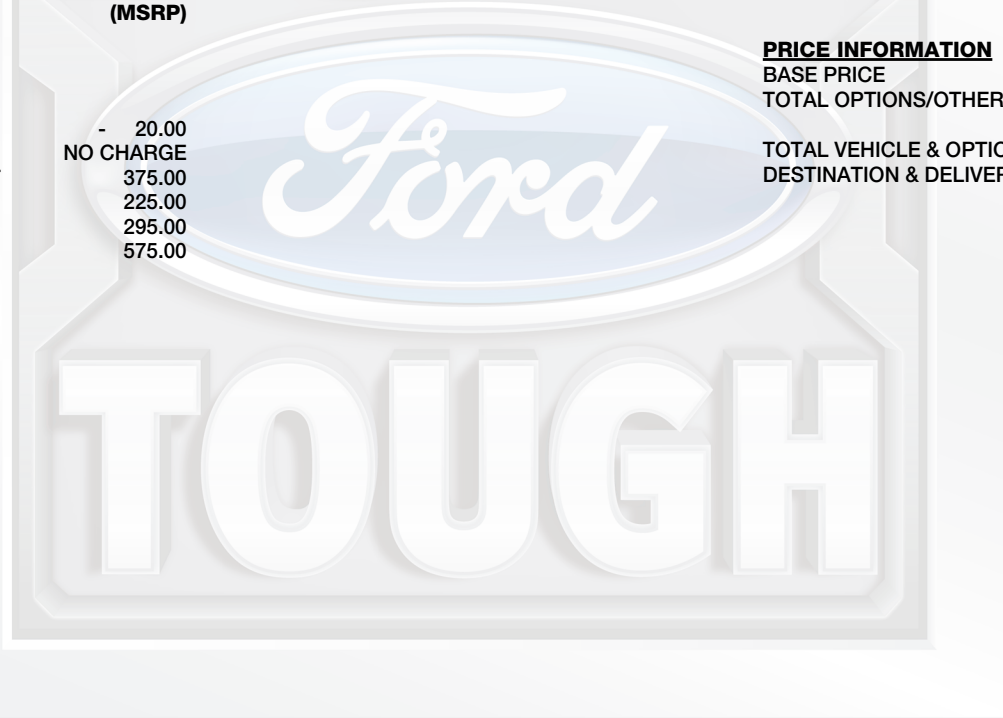 (MSRP)
- 20.00
NO CHARGE
375.00
225.00
295.00
575.00
PRICE INFORMATION
BASE PRICE
TOTAL OPTIONS/OTHER
TOTAL VEHICLE & OPTIO
DESTINATION & DELIVER
Ford
TOUGH